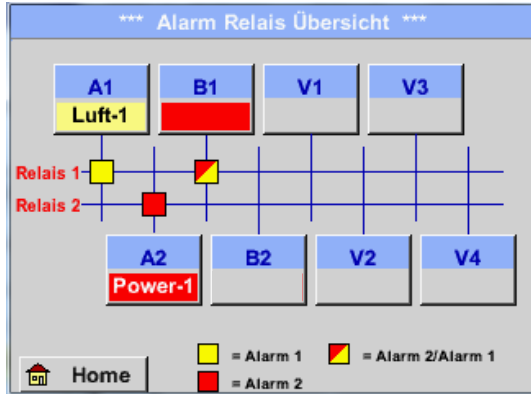 *** Alarm Relais Übersicht ***
A1 B1 V1 V3
Luft-1
Relais 1
Relais 2
A2 B2 V2 V4
Power-1
= Alarm 1 = Alarm 2/Alarm 1
Home = Alarm 2